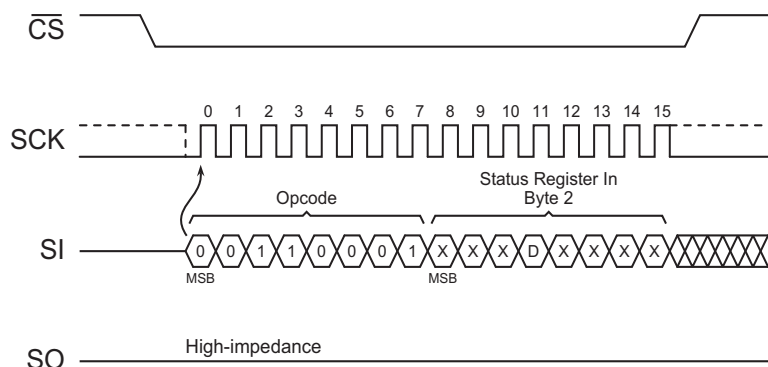 CS
0 1 2 3 4 5 6 7 8 9 10 11 12 13 14 15
SCK
Status Register In
Opcode Byte 2
SI 0 0 1 1 0 0 0 1 X X X D X X X X
MSB MSB
High-impedance
SO